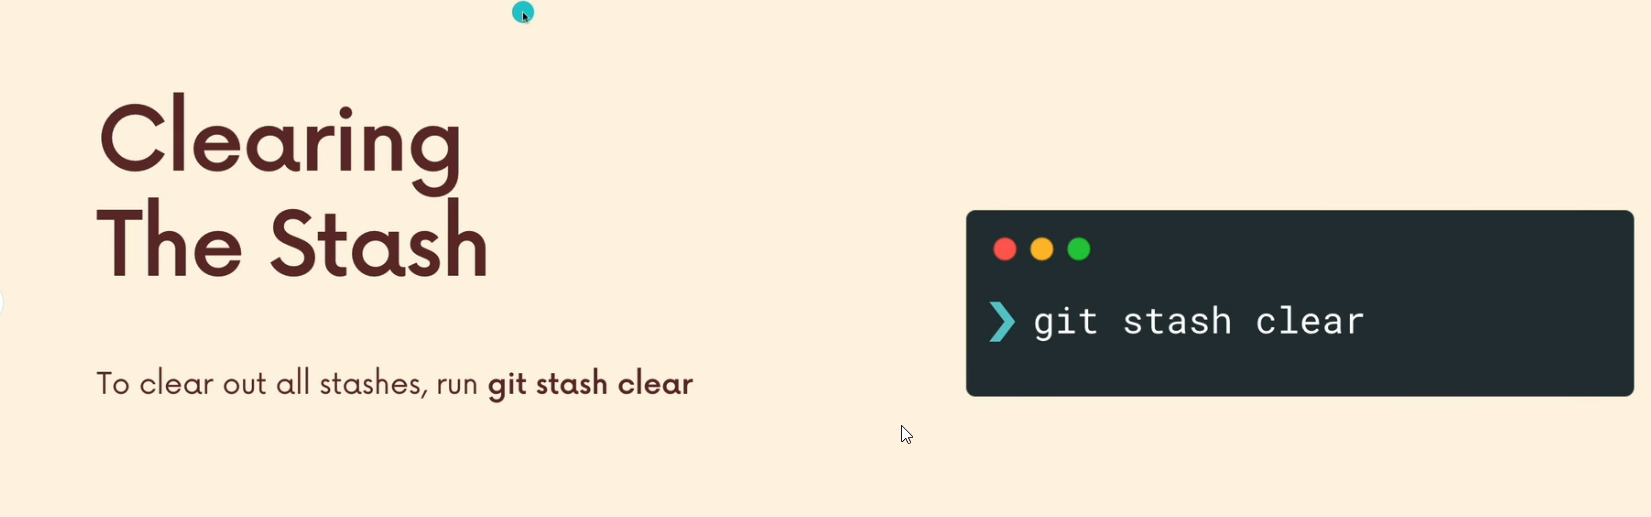 Clearing
The Stash
To clear out all stashes, run git stash clear
❯ git stash clear